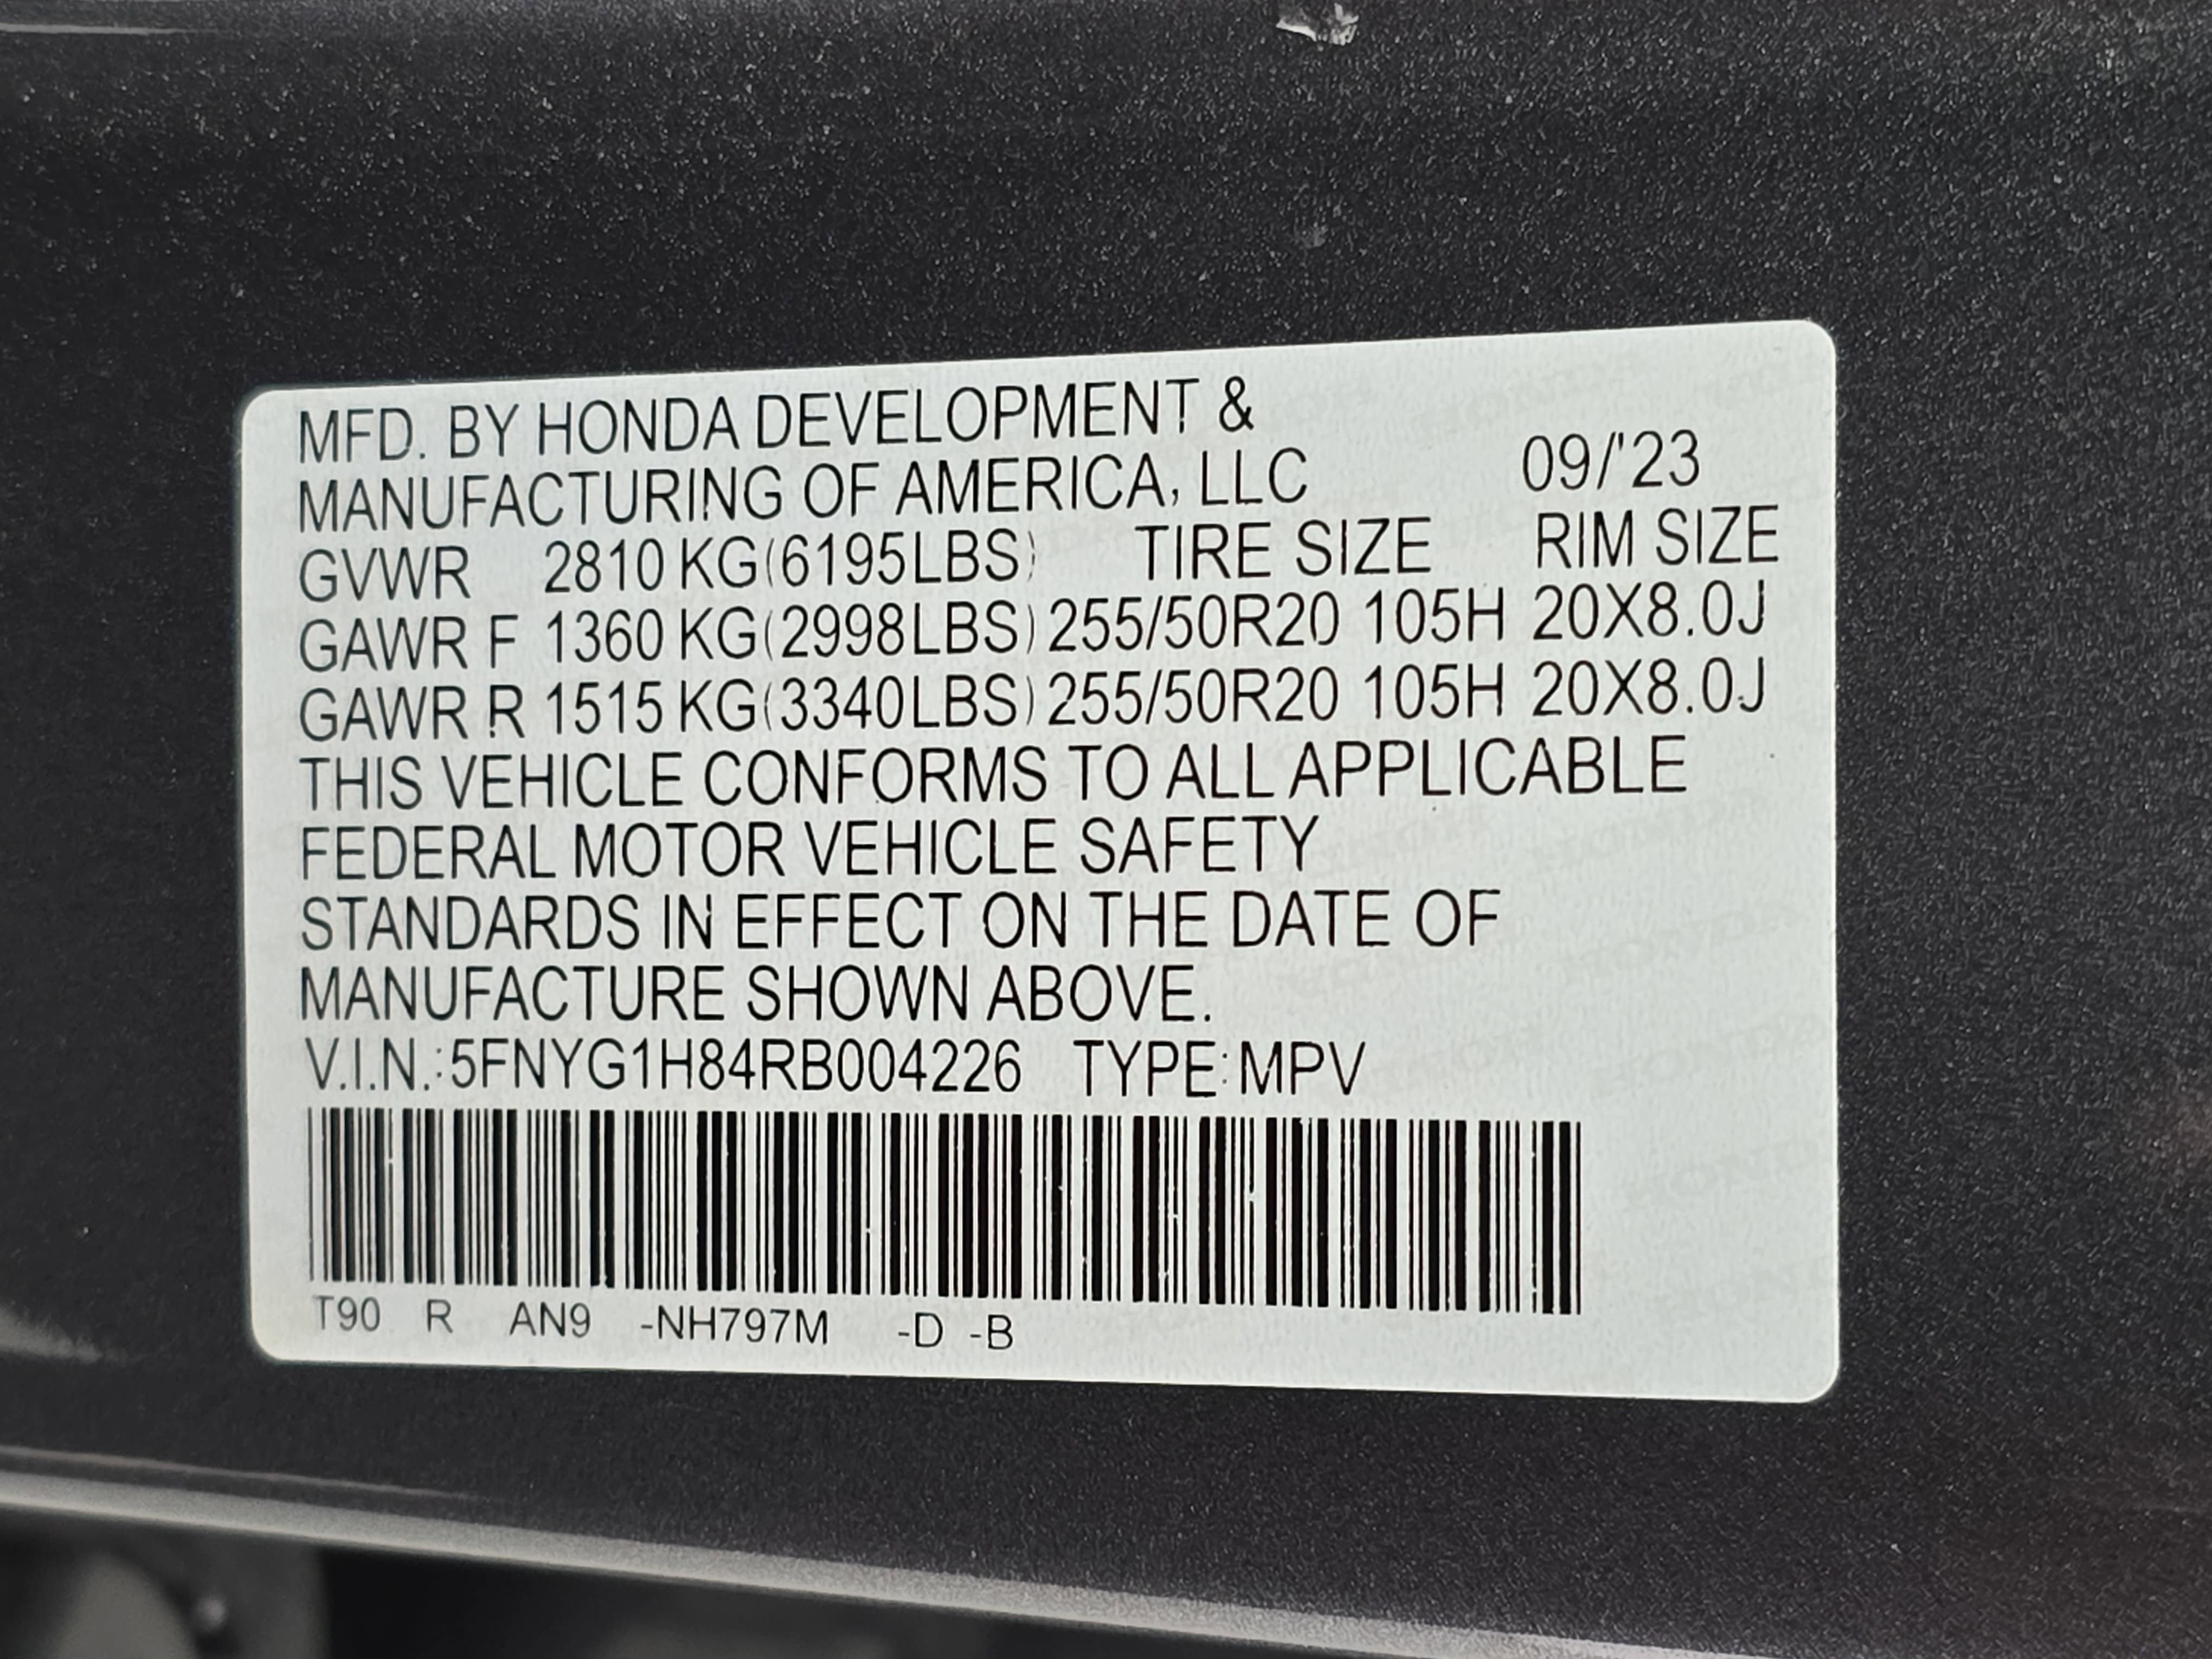 MFD. BY HONDA DEVELOPMENT &
MANUFACTURING OF AMERICA, LLC 09/'23
GVWR 2810 KG(6195LBS) TIRE SIZE RIM SIZE
GAWR F 1360 KG(2998LBS) 255/50R20 105H 20X8.0J
GAWR R 1515 KG(3340LBS) 255/50R20 105H 20X8.0J
THIS VEHICLE CONFORMS TO ALL APPLICABLE
FEDERAL MOTOR VEHICLE SAFETY
STANDARDS IN EFFECT ON THE DATE OF
MANUFACTURE SHOWN ABOVE.
V.I.N.:5FNYG1H84RB004226 TYPE:MPV
T90 R AN9 -NH797M -D -B